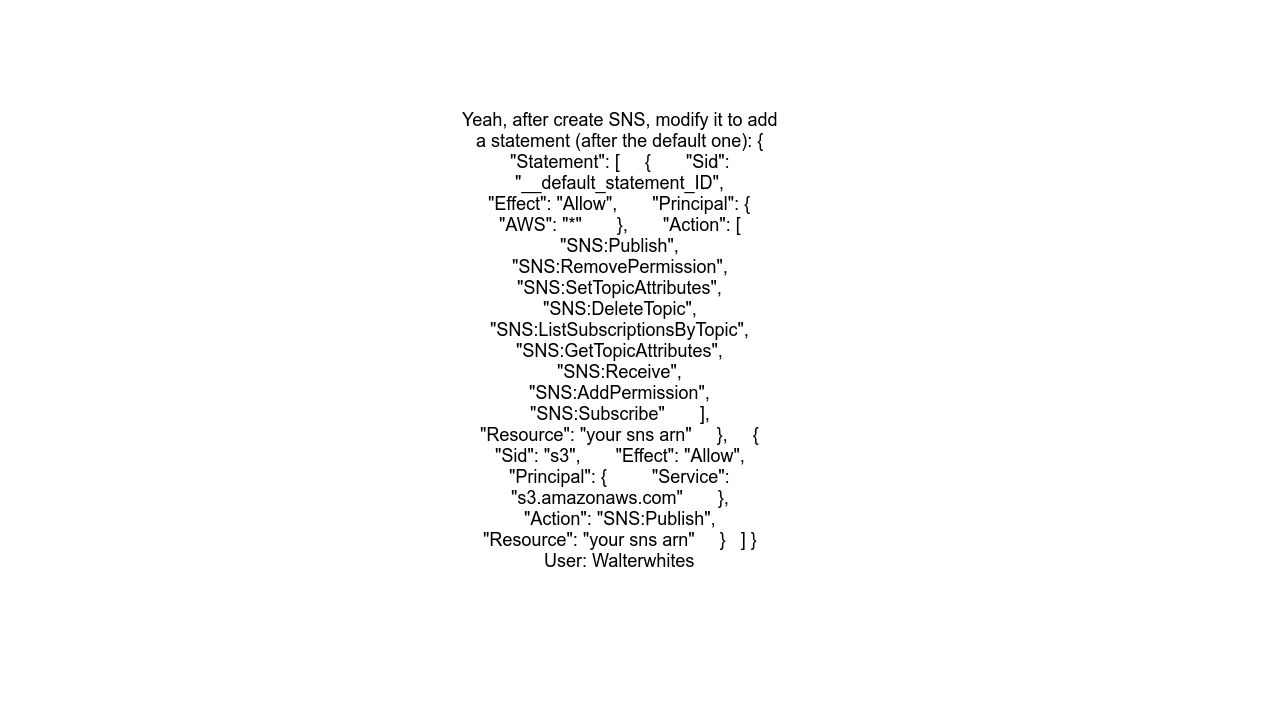 Yeah, after create SNS, modify it to add
a statement (after the default one): {
"Statement": [     {       "Sid":
"__default_statement_ID",
"Effect": "Allow",       "Principal": {
"AWS": "*"       },       "Action": [
"SNS:Publish",
"SNS:RemovePermission",
"SNS:SetTopicAttributes",
"SNS:DeleteTopic",
"SNS:ListSubscriptionsByTopic",
"SNS:GetTopicAttributes",
"SNS:Receive",
"SNS:AddPermission",
"SNS:Subscribe"       ],
"Resource": "your sns arn"     },     {
"Sid": "s3",       "Effect": "Allow",
"Principal": {         "Service":
"s3.amazonaws.com"       },
"Action": "SNS:Publish",
"Resource": "your sns arn"     }   ] }
User: Walterwhites